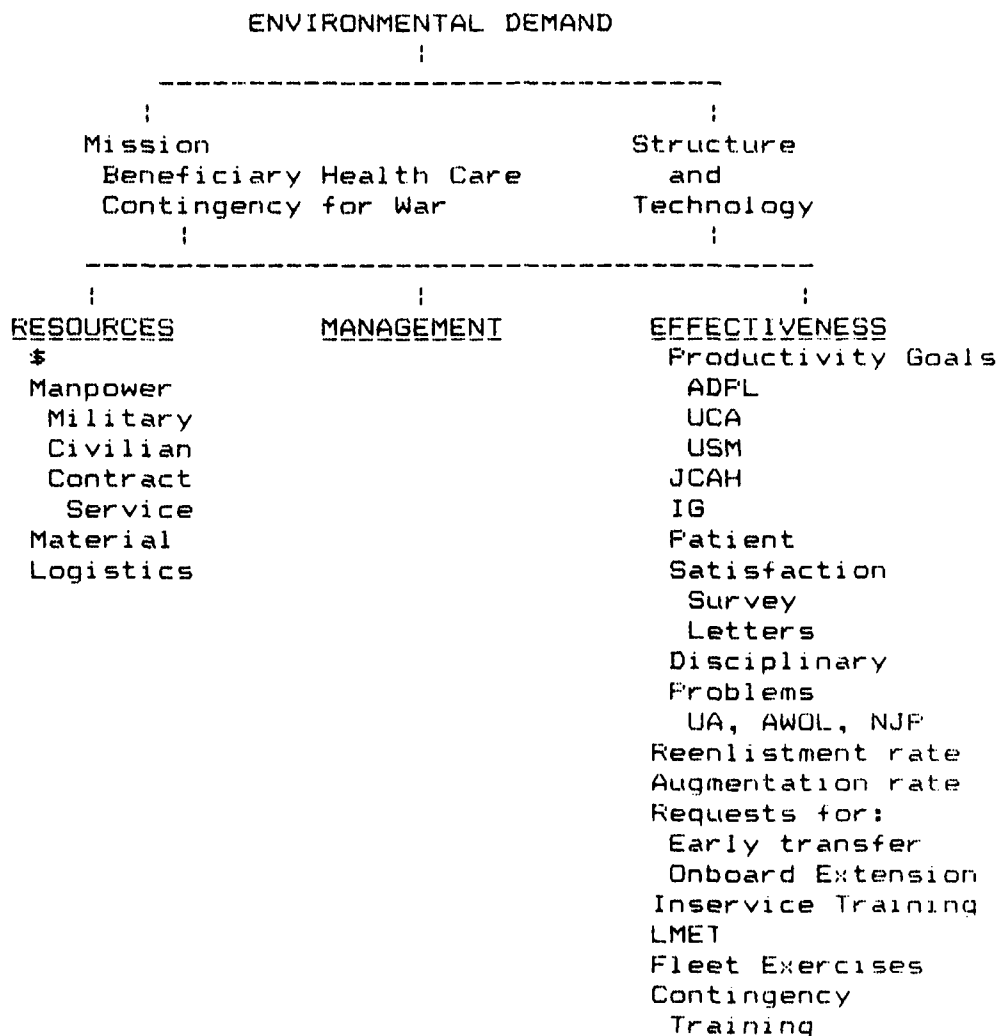 ENVIRONMENTAL DEMAND
Mission Structure
Beneficiary Health Care and
Contingency for War Technology
RESOURCES MANAGEMENT EFFECTIVENESS
$ Productivity Goals
Manpower ADPL
Military UCA
Civilian USM
Contract JCAH
Service IG
Material Patient
Logistics Satisfaction
Survey
Letters
Disciplinary
Problems
UA, AWOL, NJP
Reenlistment rate
Augmentation rate
Requests for:
Early transfer
Onboard Extension
Inservice Training
LMET
Fleet Exercises
Contingency
Training